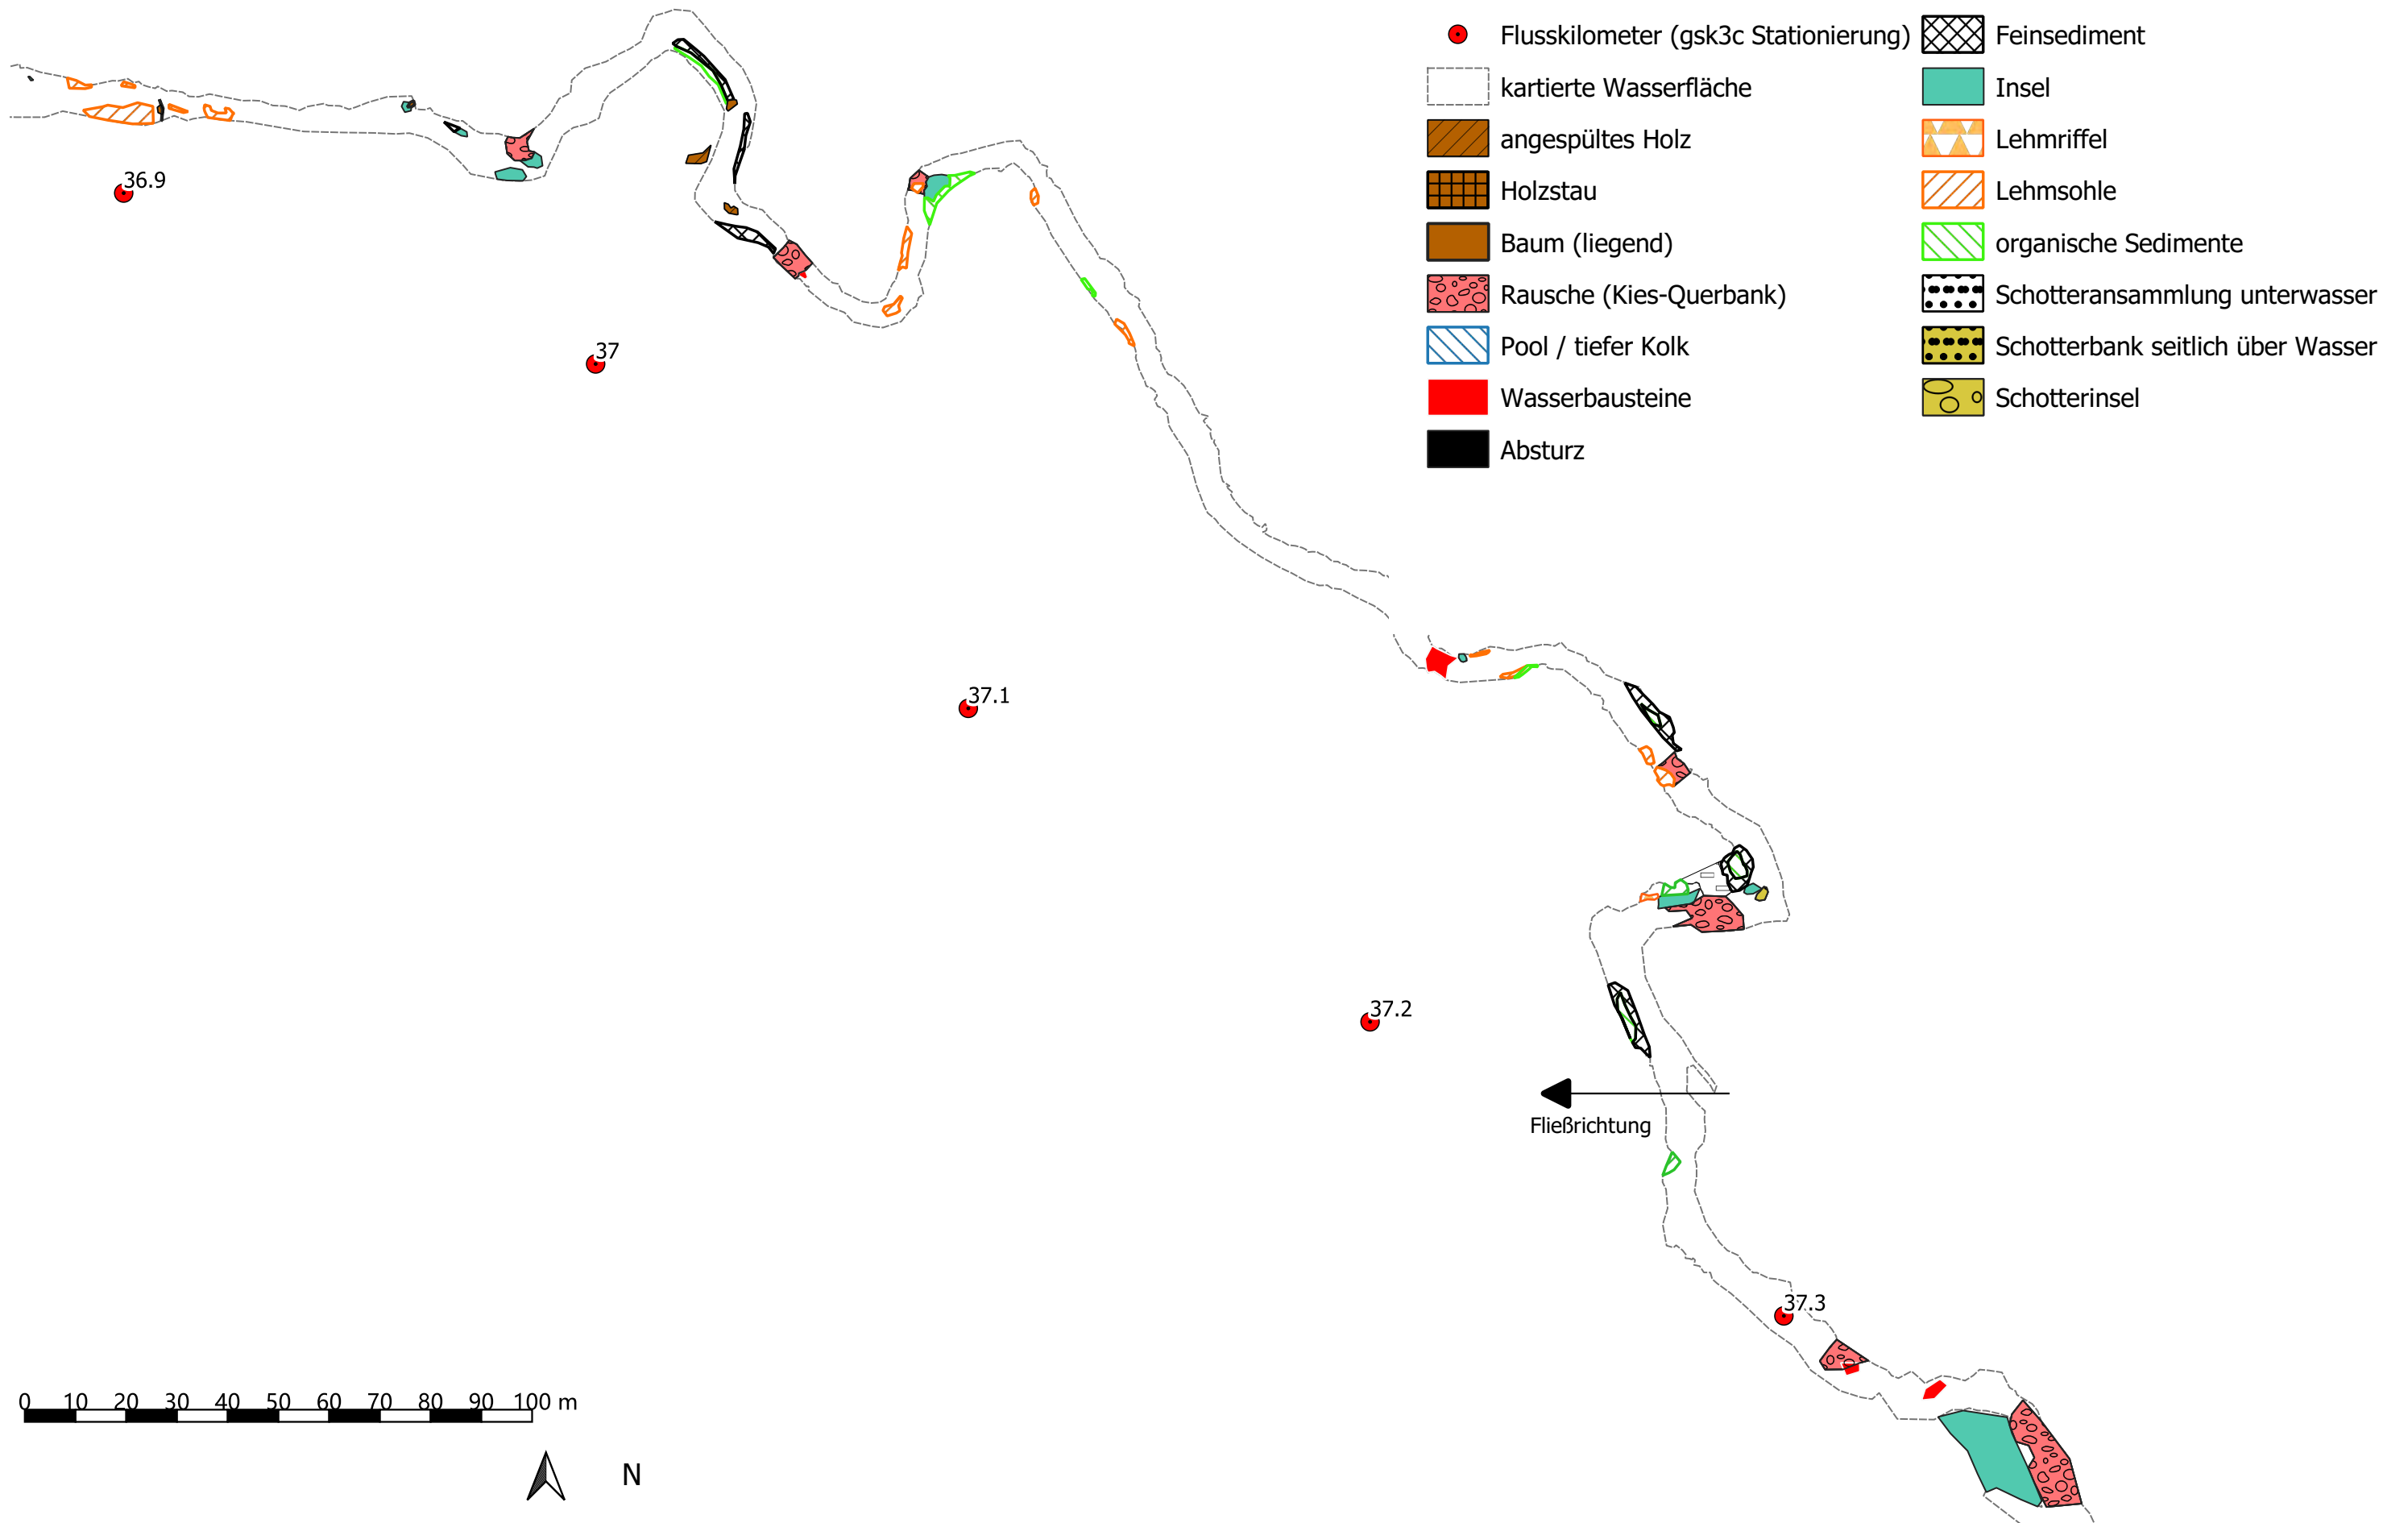 Flusskilometer (gsk3c Stationierung)
kartierte Wasserfläche
angespültes Holz
Holzstau
Baum (liegend)
Rausche (Kies-Querbank)
Pool / tiefer Kolk
Wasserbausteine
Absturz
Feinsediment
Insel
Lehmriffel
Lehmsohle
organische Sedimente
Schotteransammlung unterwasser
Schotterbank seitlich über Wasser
Schotterinsel
36.9
37
37.1
37.2
Fließrichtung
37.3
0 10 20 30 40 50 60 70 80 90 100 m
N